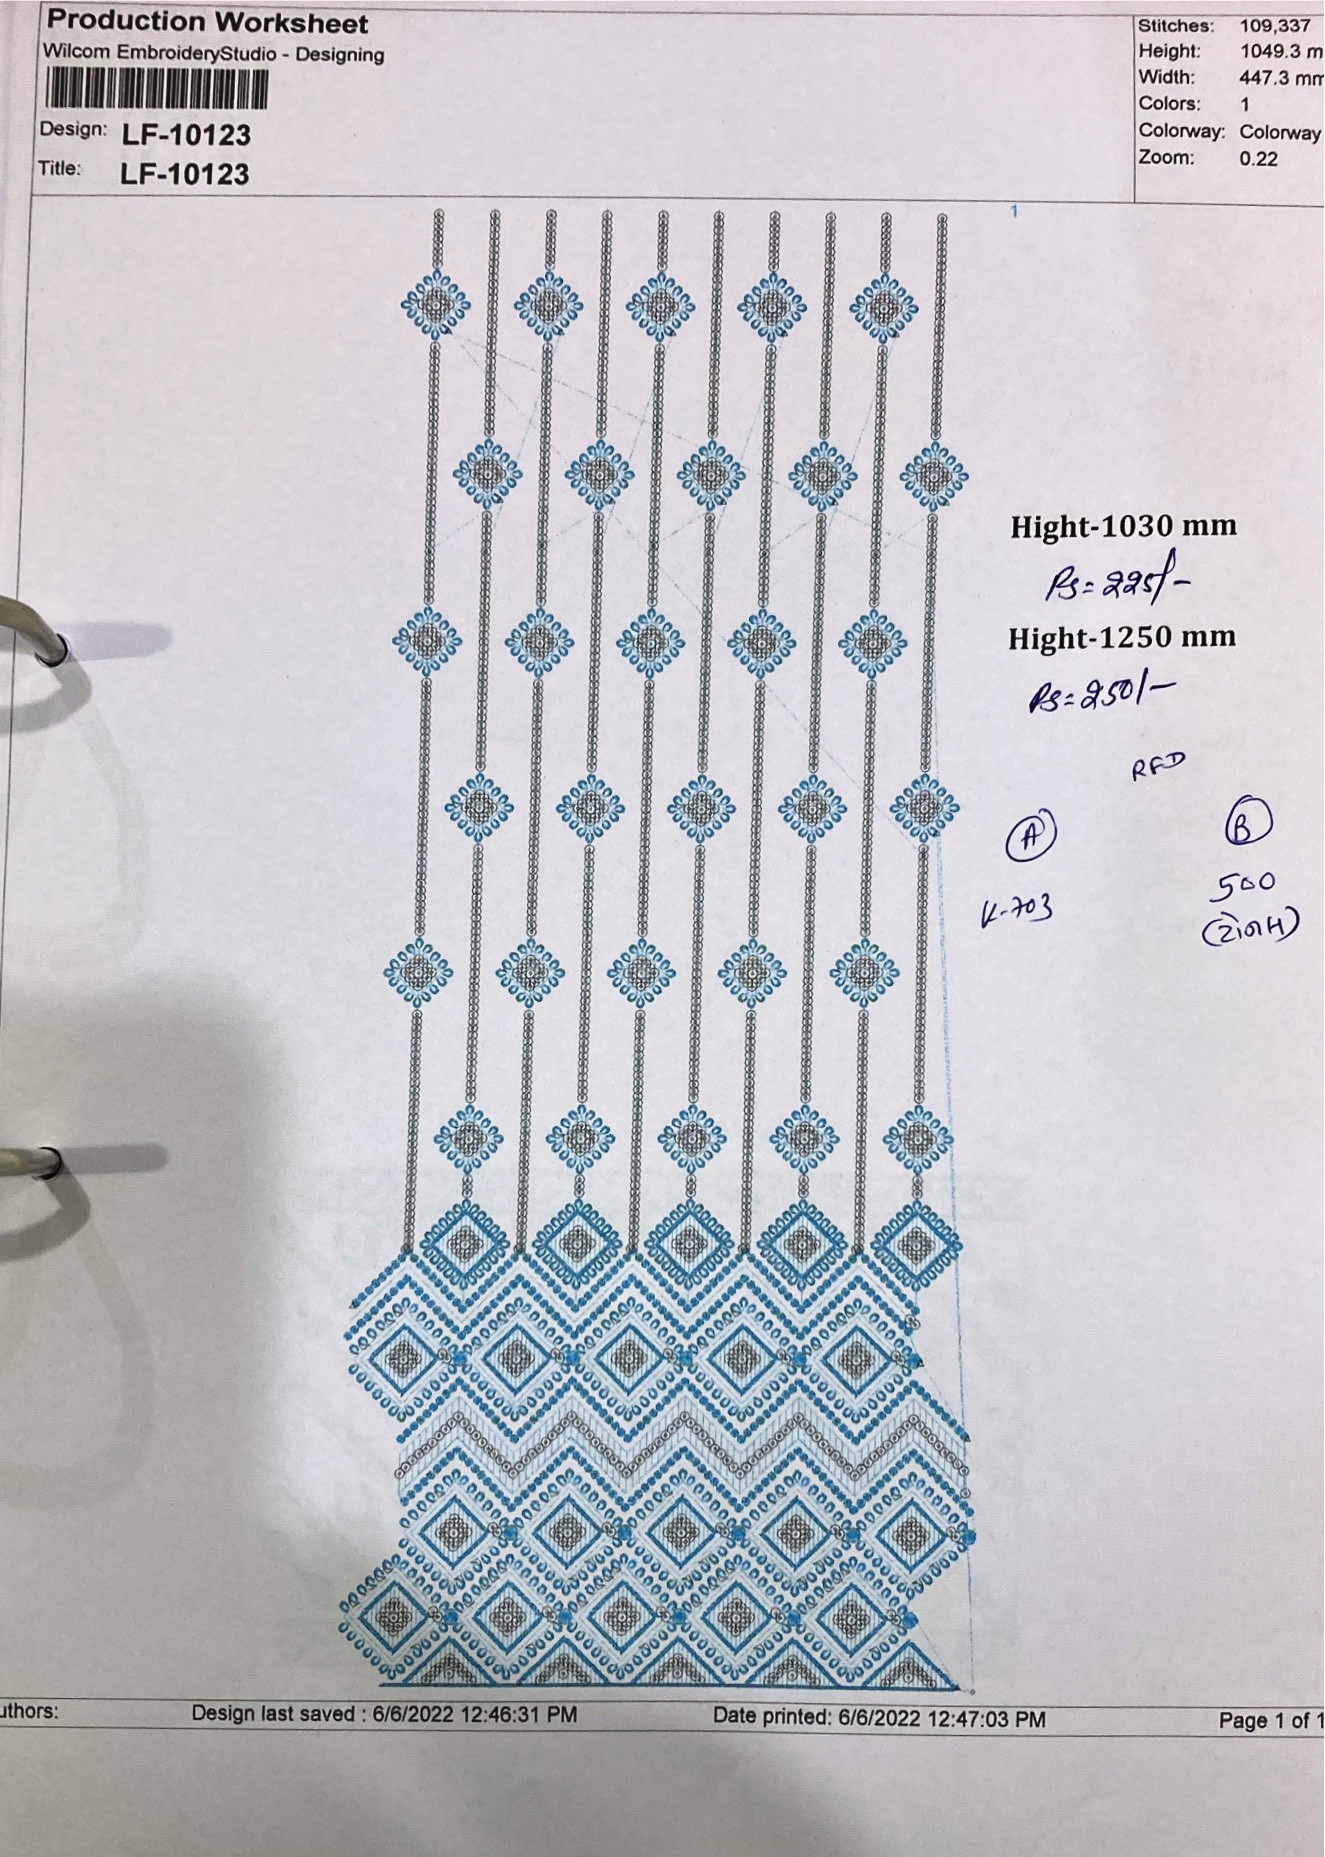 Production Worksheet
Wilcom EmbroideryStudio - Designing
Design: LF-10123
Title: LF-10123
Stitches: 109,337
Height: 1049.3 m
Width: 447.3 mm
Colors: 1
Colorway: Colorway
Zoom: 0.22
1
Hight-1030 mm
Rs=225/-
Hight-1250 mm
Rs=250/-
RFD
A
B
K-703
500
uthors:
Design last saved : 6/6/2022 12:46:31 PM
Date printed: 6/6/2022 12:47:03 PM
Page 1 of 1